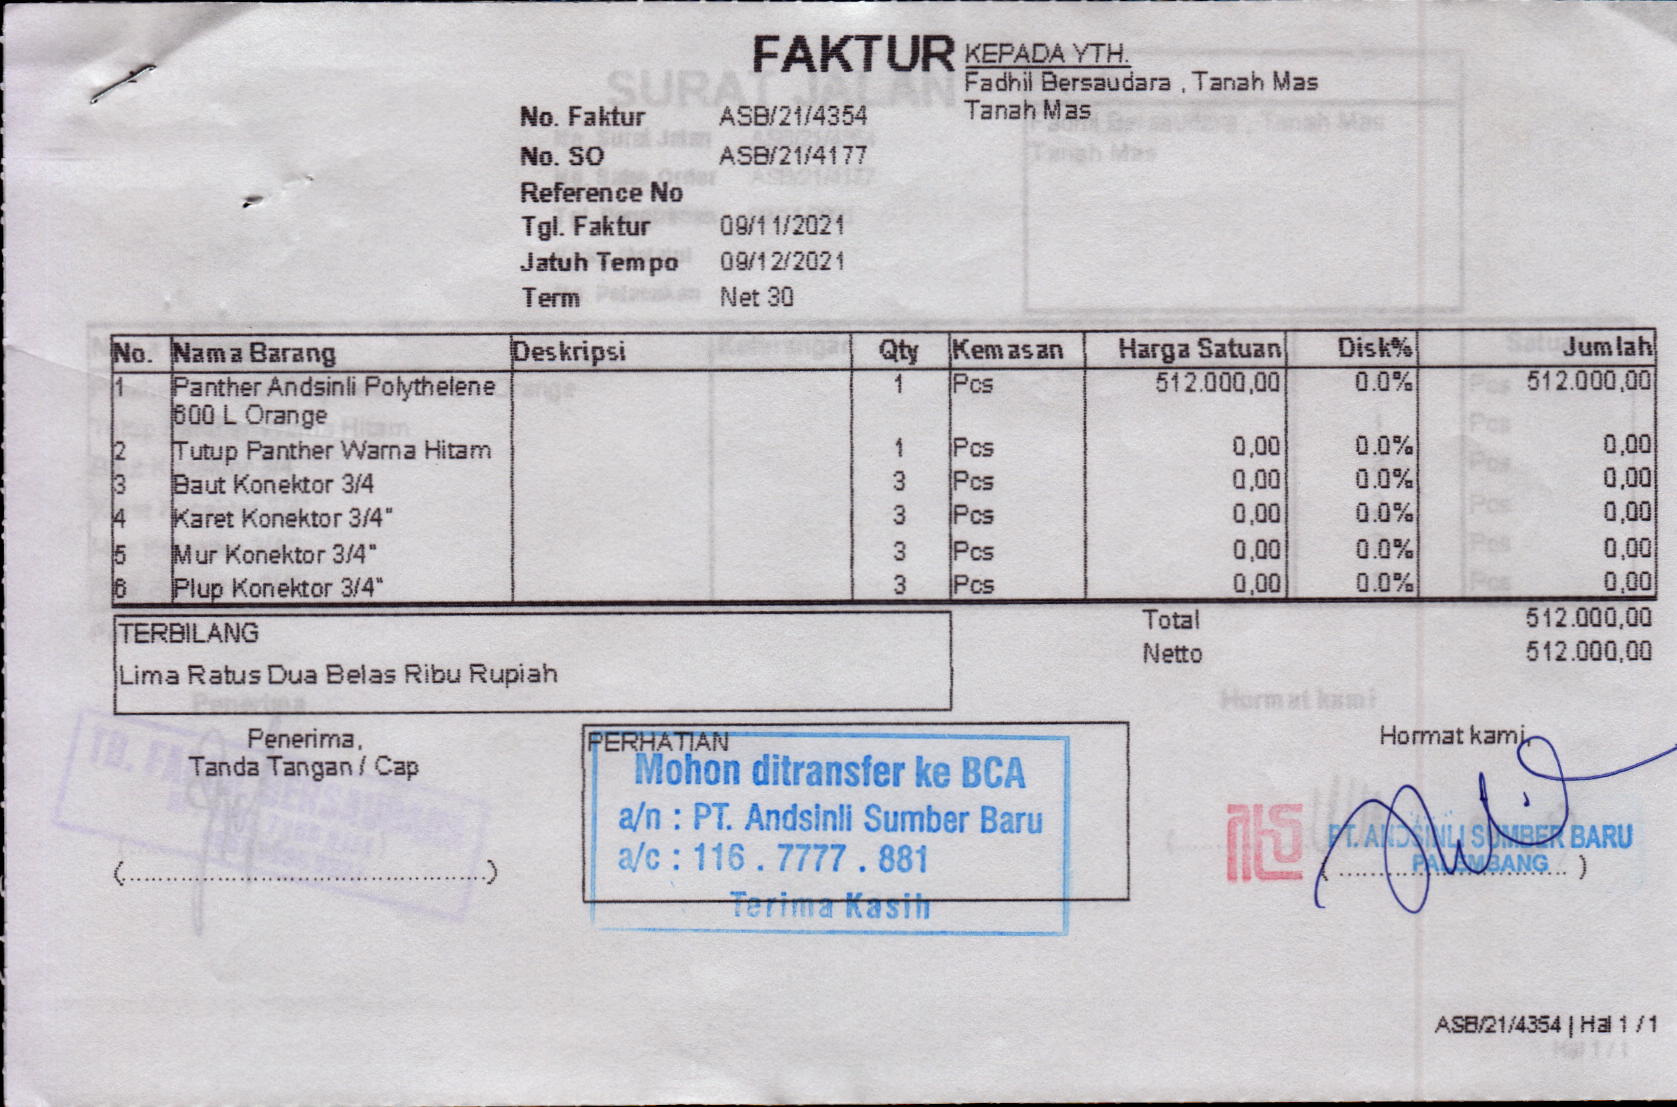 FAKTUR
KEPADA YTH.
Fadhil Bersaudara , Tanah Mas
Tanah Mas
No. Faktur ASB/21/4354
No. SO ASB/21/4177
Reference No
Tgl. Faktur 09/11/2021
Jatuh Tempo 09/12/2021
Term Net 30
No. Nama Barang Deskripsi Qty Kemasan Harga Satuan Disk% Jumlah
1 Panther Andsinli Polythelene 1 Pcs 512.000,00 0.0% 512.000,00
600 L Orange
2 Tutup Panther Warna Hitam 1 Pcs 0,00 0.0% 0,00
3 Baut Konektor 3/4 3 Pcs 0,00 0.0% 0,00
4 Karet Konektor 3/4" 3 Pcs 0,00 0.0% 0,00
5 Mur Konektor 3/4" 3 Pcs 0,00 0.0% 0,00
6 Plup Konektor 3/4" 3 Pcs 0,00 0.0% 0,00
Total 512.000,00
Netto 512.000,00
TERBILANG
Lima Ratus Dua Belas Ribu Rupiah
Penerima,
Tanda Tangan / Cap
(......................................................)
PERHATIAN
Mohon ditransfer ke BCA
a/n : PT. Andsinli Sumber Baru
a/c : 116 . 7777 . 881
Terima Kasih
Hormat kami,
PT. ANDSINLI SUMBER BARU
PALEMBANG
(..................................)
ASB/21/4354 | Hal 1 / 1